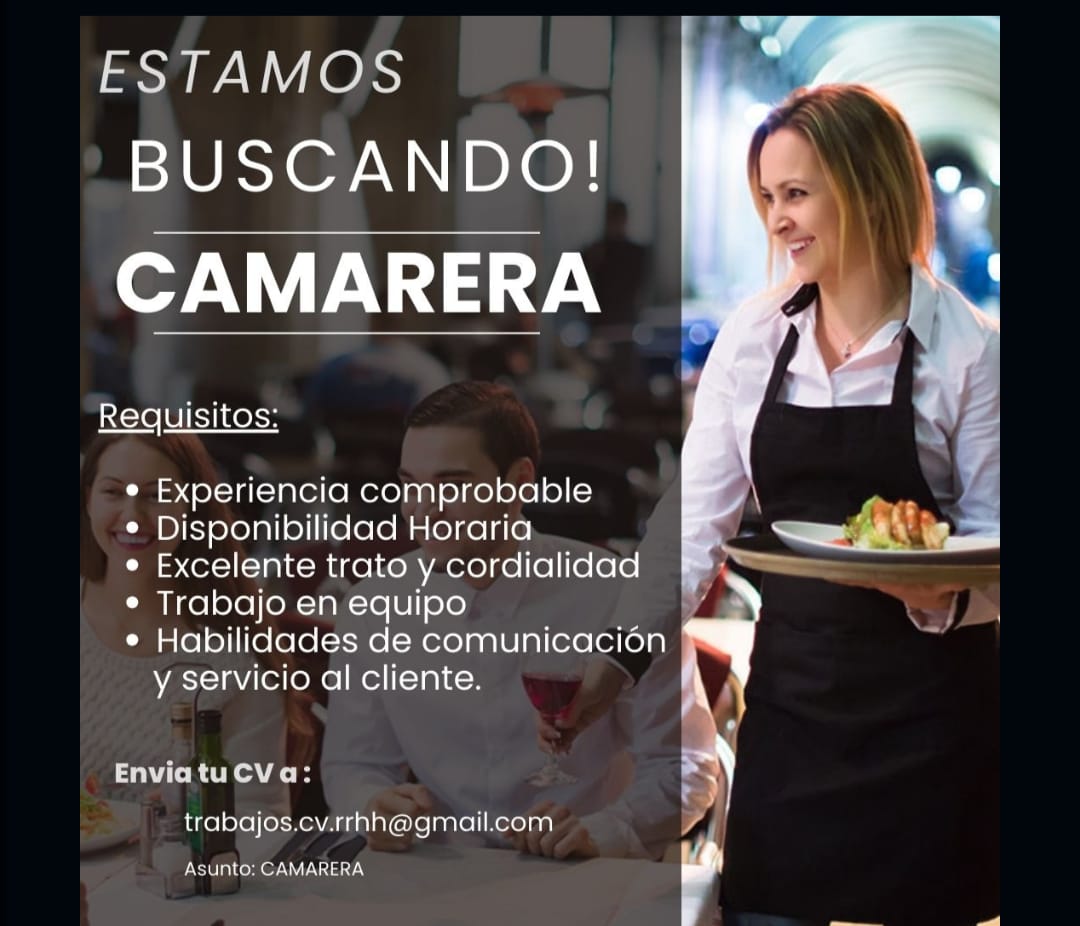 ESTAMOS
BUSCANDO!
CAMARERA
Requisitos:
• Experiencia comprobable
• Disponibilidad Horaria
• Excelente trato y cordialidad
• Trabajo en equipo
• Habilidades de comunicación
y servicio al cliente.
Envia tu CV a :
trabajos.cv.rrhh@gmail.com
Asunto: CAMARERA